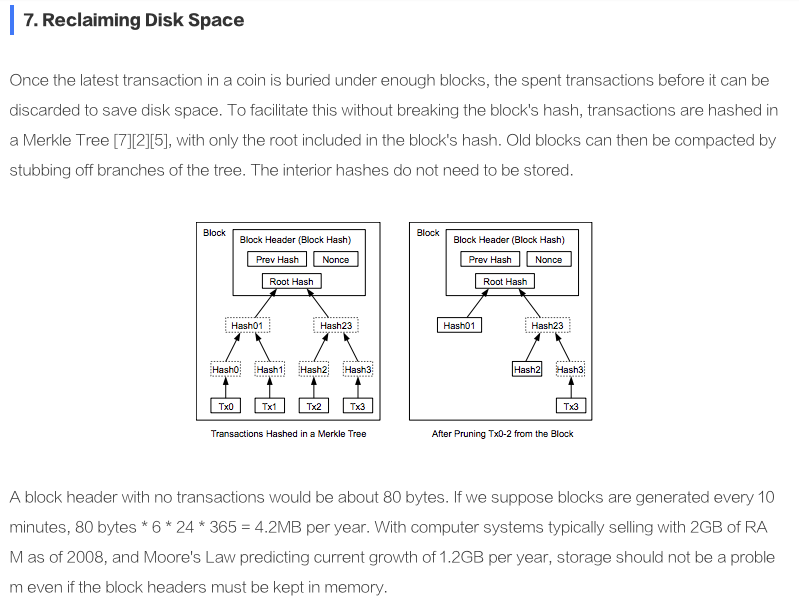 7. Reclaiming Disk Space
Once the latest transaction in a coin is buried under enough blocks, the spent transactions before it can be
discarded to save disk space. To facilitate this without breaking the block's hash, transactions are hashed in
a Merkle Tree [7][2][5], with only the root included in the block's hash. Old blocks can then be compacted by
stubbing off branches of the tree. The interior hashes do not need to be stored.
Block
Block Header (Block Hash)
Prev Hash
Nonce
Root Hash
Hash01
Hash23
Hash0
Hash1
Hash2
Hash3
Tx0
Tx1
Tx2
Tx3
Transactions Hashed in a Merkle Tree
Block
Block Header (Block Hash)
Prev Hash
Nonce
Root Hash
Hash01
Hash23
Hash2
Hash3
Tx3
After Pruning Tx0-2 from the Block
A block header with no transactions would be about 80 bytes. If we suppose blocks are generated every 10
minutes, 80 bytes * 6 * 24 * 365 = 4.2MB per year. With computer systems typically selling with 2GB of RA
M as of 2008, and Moore's Law predicting current growth of 1.2GB per year, storage should not be a proble
m even if the block headers must be kept in memory.